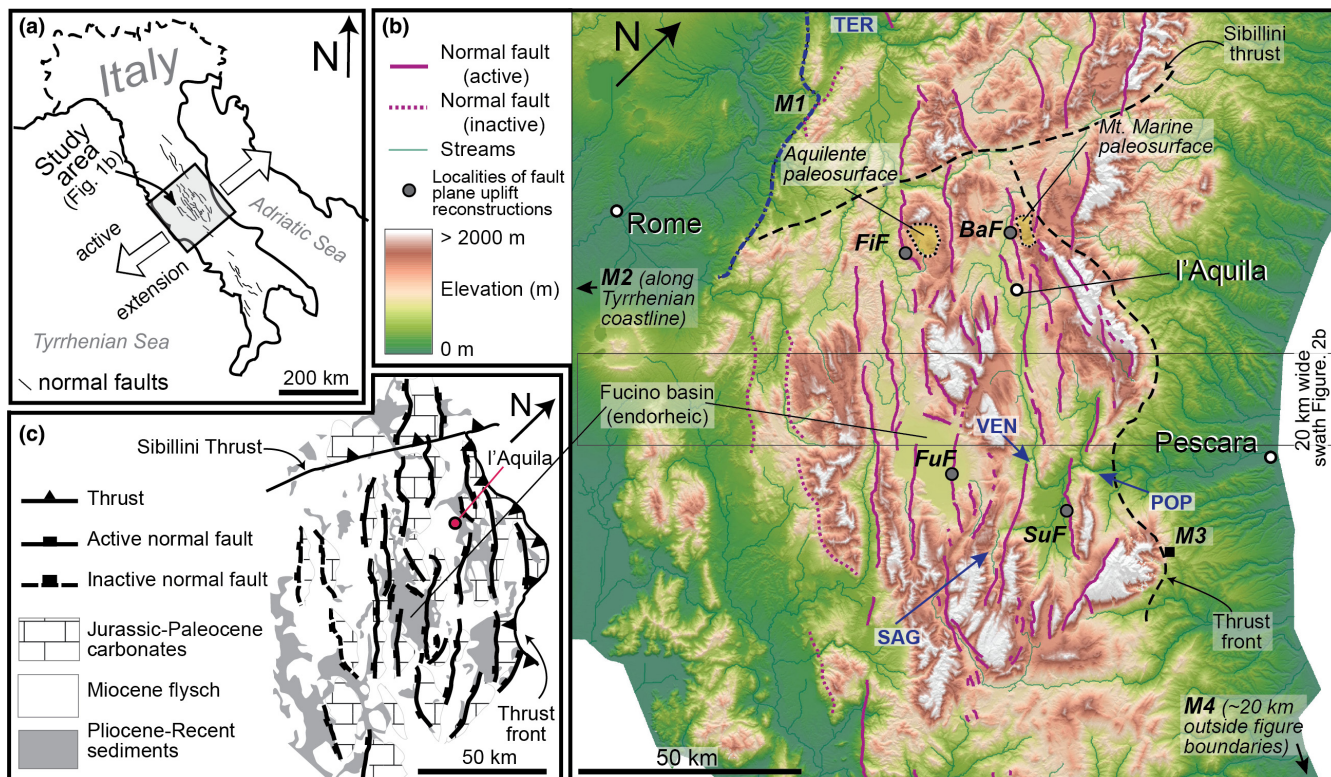 (a)
Italy
N
Study
area
(Fig. 1b)
active
extension
Adriatic Sea
Tyrrhenian Sea
normal faults
200 km
(b)
Normal fault
(active)
Normal fault
(inactive)
Streams
Localities of fault
plane uplift
reconstructions
> 2000 m
Elevation (m)
0 m
N
TER
M1
Sibillini
thrust
Mt. Marine
paleosurface
Aquilente
paleosurface
Rome
FiF
BaF
l'Aquila
M2 (along
Tyrrhenian
coastline)
Fucino basin
(endorheic)
VEN
FuF
Pescara
POP
SuF
M3
SAG
Thrust
front
20 km wide
swath Figure. 2b
M4 (~20 km
outside figure
boundaries)
50 km
(c)
N
Sibillini Thrust
l'Aquila
Thrust
Active normal fault
Inactive normal fault
Jurassic-Paleocene
carbonates
Miocene flysch
Pliocene-Recent
sediments
Thrust
front
50 km